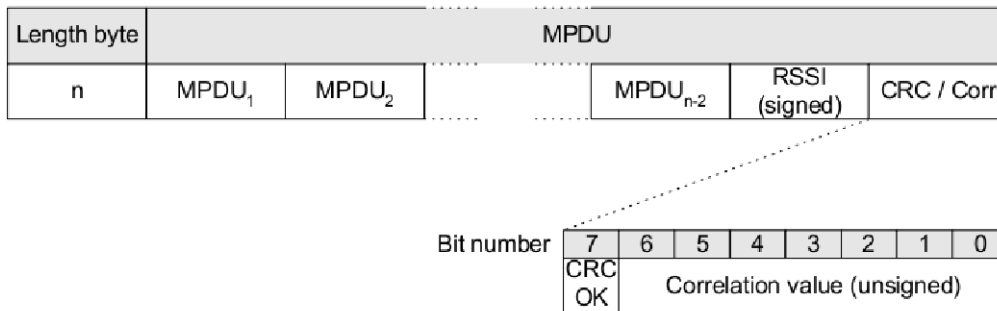 Length byte MPDU
n MPDU1 MPDU2 MPDUn-2 RSSI (signed) CRC / Corr
Bit number 7 6 5 4 3 2 1 0
CRC OK Correlation value (unsigned)